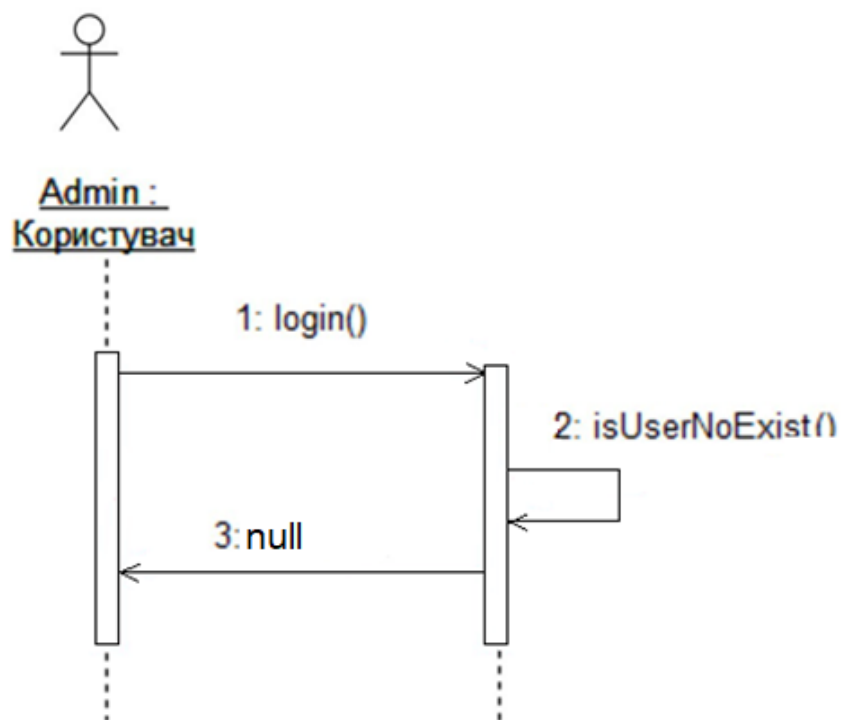 Admin :
Користувач
1: login()
2: isUserNoExist()
3: null